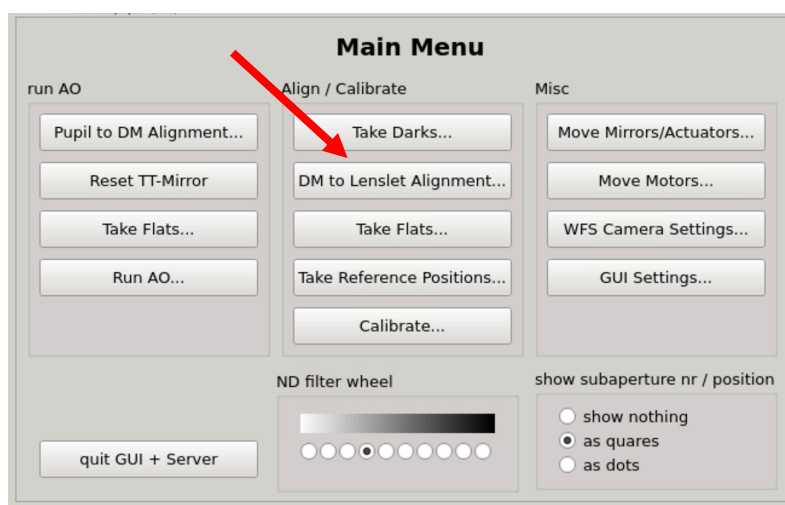 Main Menu
run AO
Pupil to DM Alignment...
Reset TT-Mirror
Take Flats...
Run AO...
Align / Calibrate
Take Darks...
DM to Lenslet Alignment...
Take Flats...
Take Reference Positions...
Calibrate...
Misc
Move Mirrors/Actuators...
Move Motors...
WFS Camera Settings...
GUI Settings...
quit GUI + Server
ND filter wheel
show subaperture nr / position
show nothing
as quares
as dots